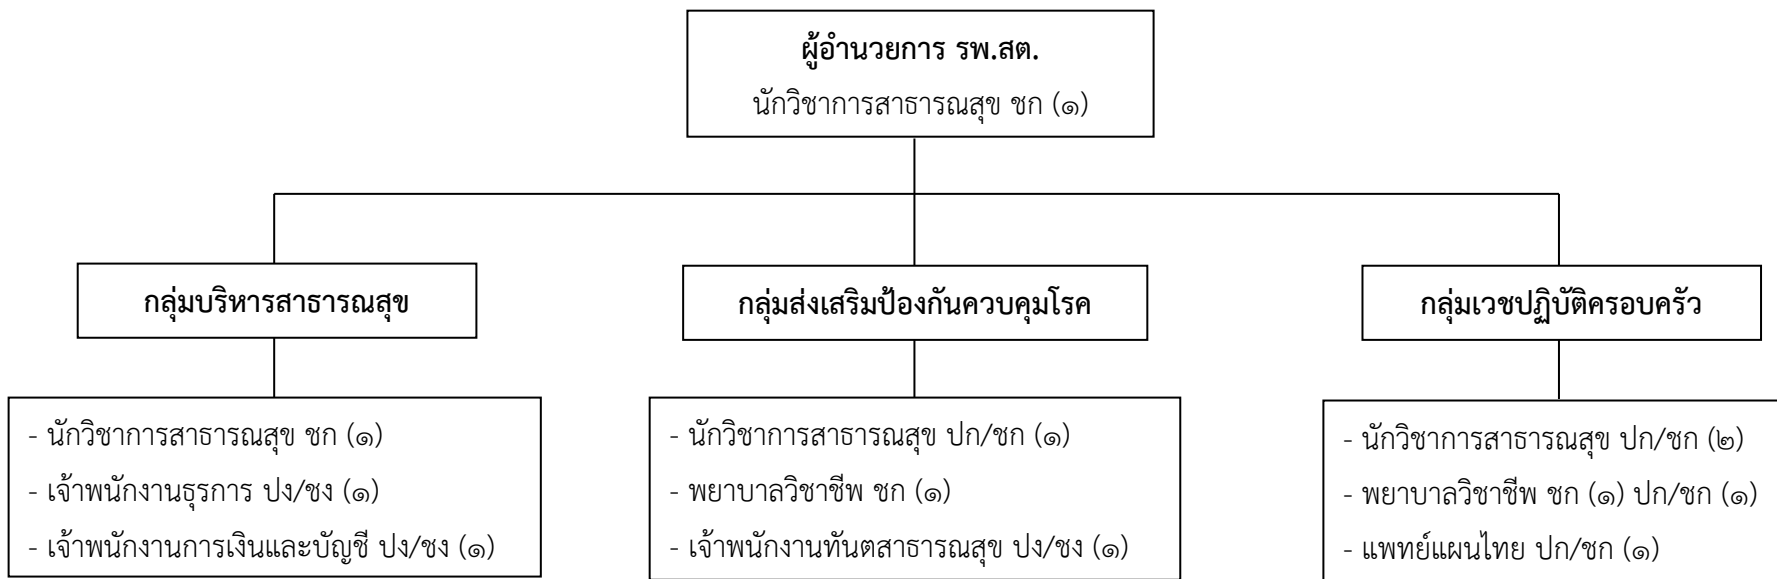 ผู้อำนวยการ รพ.สต.
นักวิชาการสาธารณสุข ชก (๑)
กลุ่มบริหารสาธารณสุข
- นักวิชาการสาธารณสุข ชก (๑)
- เจ้าพนักงานธุรการ ปง/ชง (๑)
- เจ้าพนักงานการเงินและบัญชี ปง/ชง (๑)
กลุ่มส่งเสริมป้องกันควบคุมโรค
- นักวิชาการสาธารณสุข ปก/ชก (๑)
- พยาบาลวิชาชีพ ชก (๑)
- เจ้าพนักงานทันตสาธารณสุข ปง/ชง (๑)
กลุ่มเวชปฏิบัติครอบครัว
- นักวิชาการสาธารณสุข ปก/ชก (๒)
- พยาบาลวิชาชีพ ชก (๑) ปก/ชก (๑)
- แพทย์แผนไทย ปก/ชก (๑)